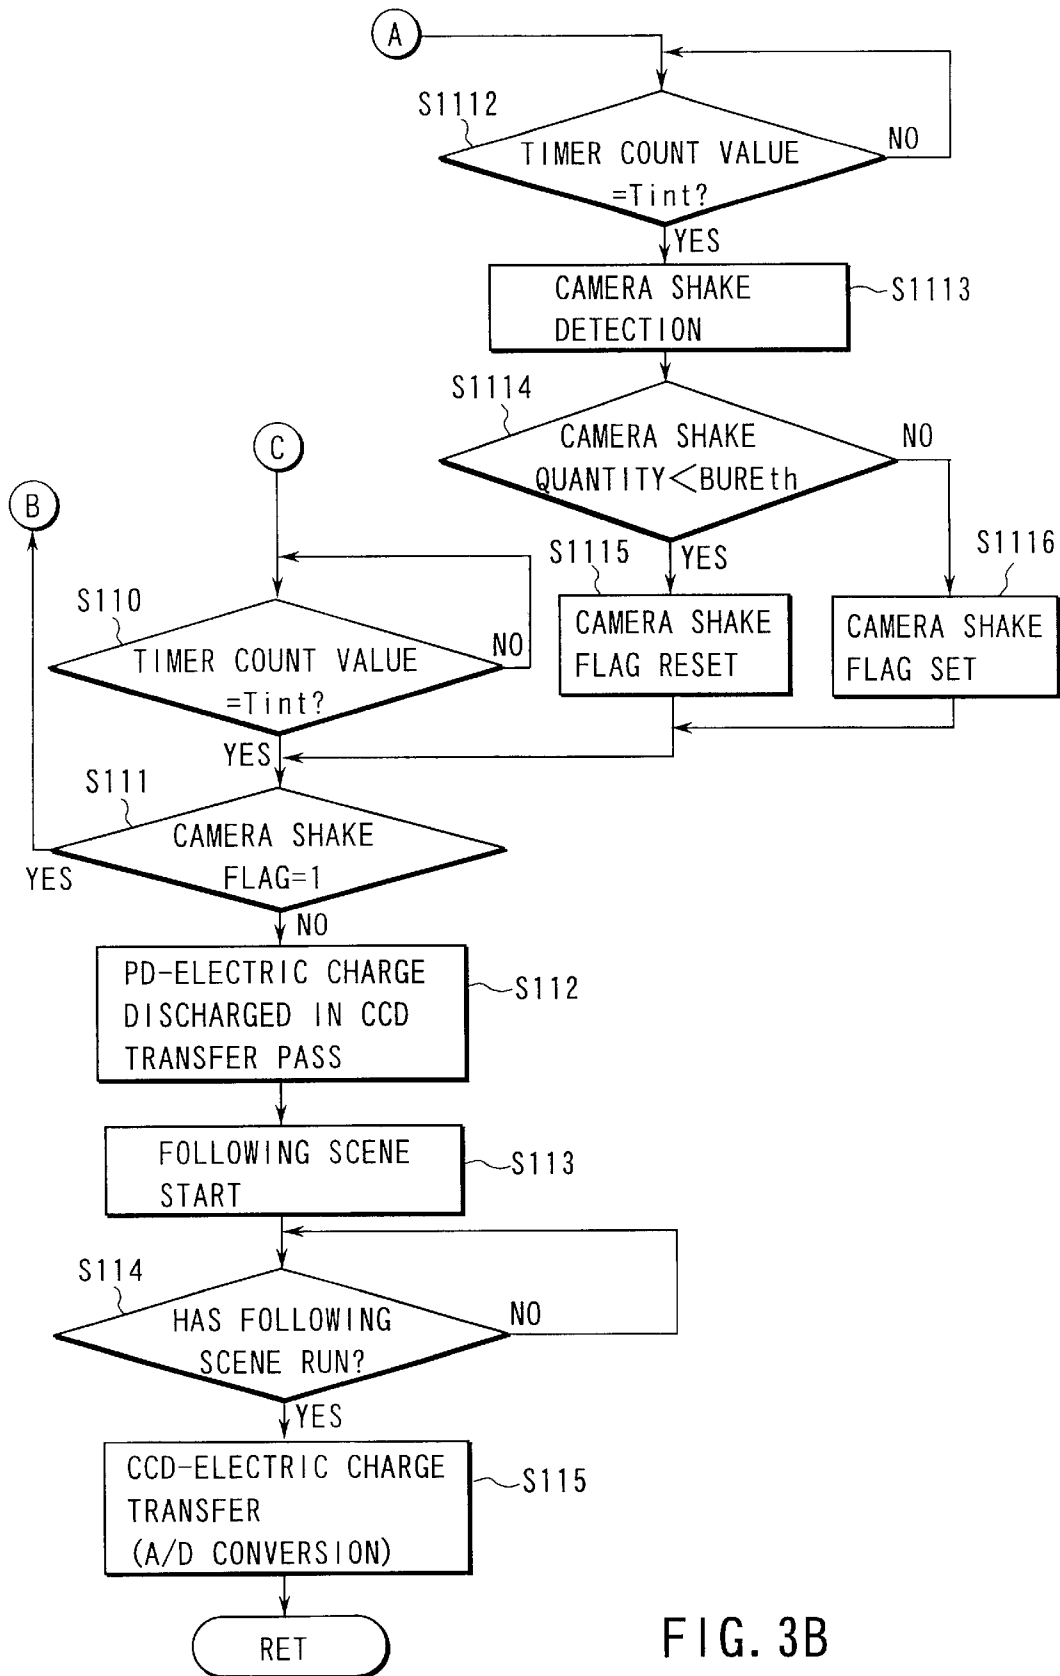 A
S1112
TIMER COUNT VALUE
=Tint?
NO
YES
CAMERA SHAKE
DETECTION
S1113
S1114
CAMERA SHAKE
QUANTITY<BUREth
NO
YES
C
B
S1115
CAMERA SHAKE
FLAG RESET
S1116
CAMERA SHAKE
FLAG SET
S110
TIMER COUNT VALUE
=Tint?
NO
YES
S111
CAMERA SHAKE
FLAG=1
YES
NO
PD-ELECTRIC CHARGE
DISCHARGED IN CCD
TRANSFER PASS
S112
FOLLOWING SCENE
START
S113
S114
HAS FOLLOWING
SCENE RUN?
NO
YES
CCD-ELECTRIC CHARGE
TRANSFER
(A/D CONVERSION)
S115
RET
FIG. 3B